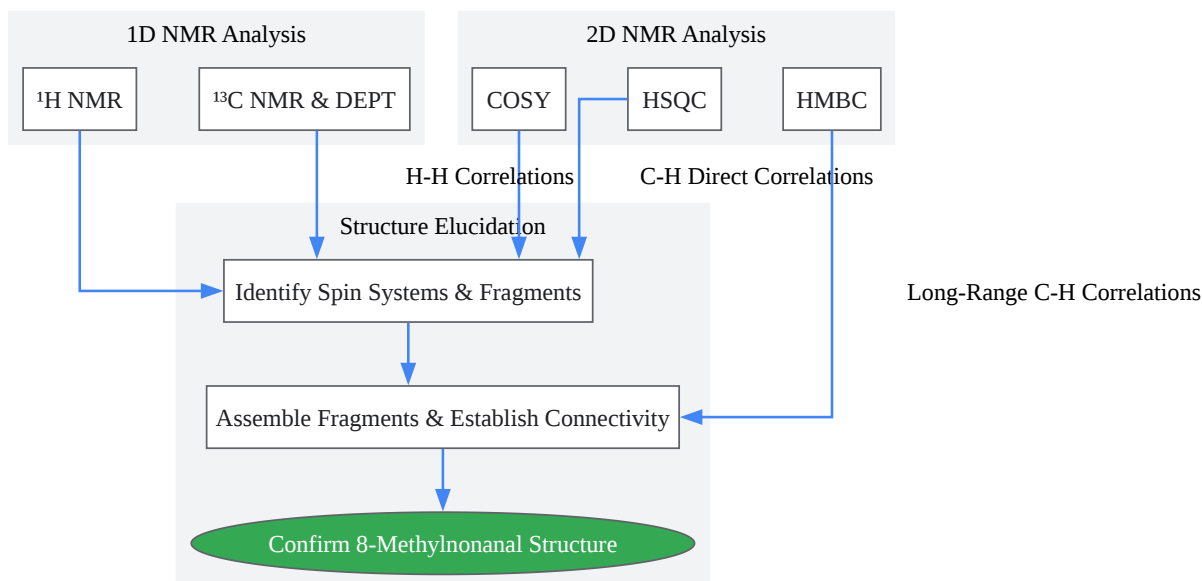 1D NMR Analysis
2D NMR Analysis
¹H NMR
¹³C NMR & DEPT
COSY
HSQC
HMBC
H-H Correlations
C-H Direct Correlations
Structure Elucidation
Identify Spin Systems & Fragments
Long-Range C-H Correlations
Assemble Fragments & Establish Connectivity
Confirm 8-Methylnonanal Structure